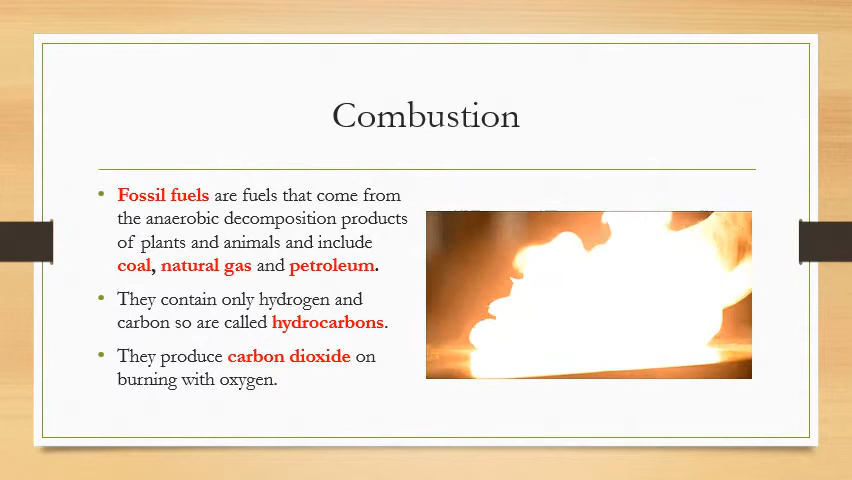 Combustion
• Fossil fuels are fuels that come from
the anaerobic decomposition products
of plants and animals and include
coal, natural gas and petroleum.
• They contain only hydrogen and
carbon so are called hydrocarbons.
• They produce carbon dioxide on
burning with oxygen.